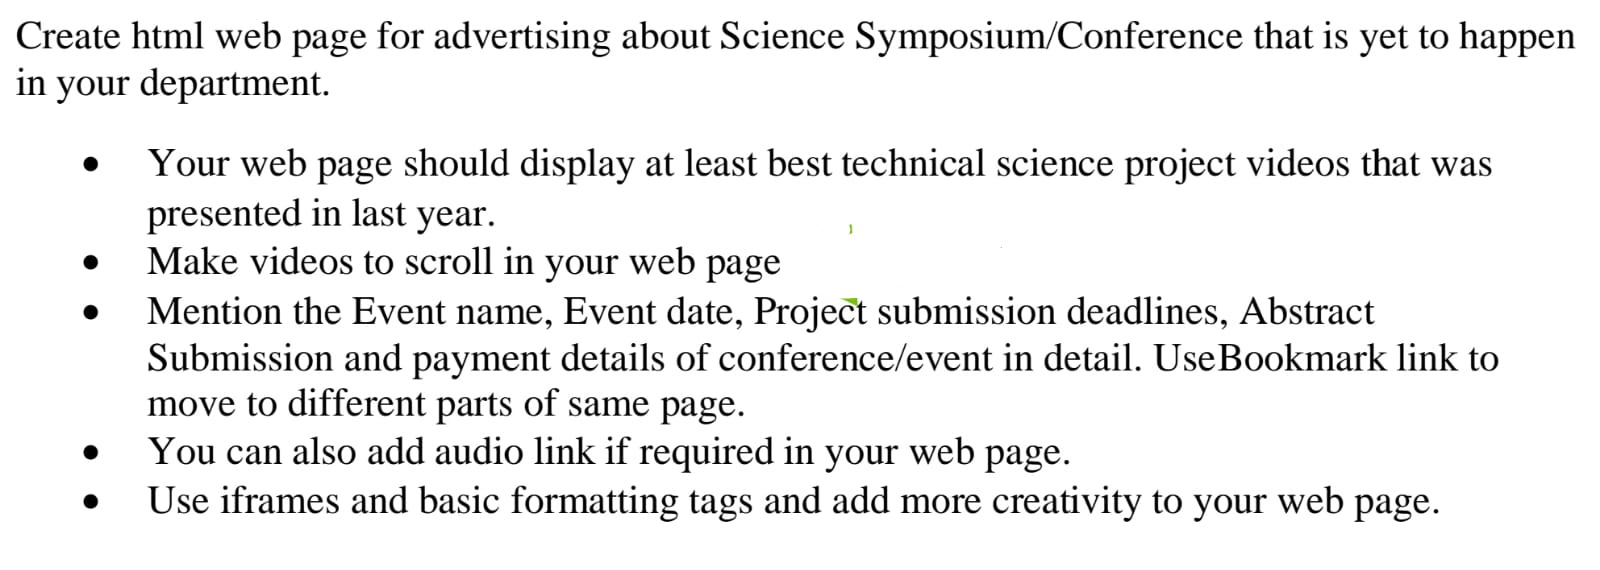 Create html web page for advertising about Science Symposium/Conference that is yet to happen
in your department.
• Your web page should display at least best technical science project videos that was
presented in last year.
• Make videos to scroll in your web page
• Mention the Event name, Event date, Project submission deadlines, Abstract
Submission and payment details of conference/event in detail. UseBookmark link to
move to different parts of same page.
• You can also add audio link if required in your web page.
• Use iframes and basic formatting tags and add more creativity to your web page.